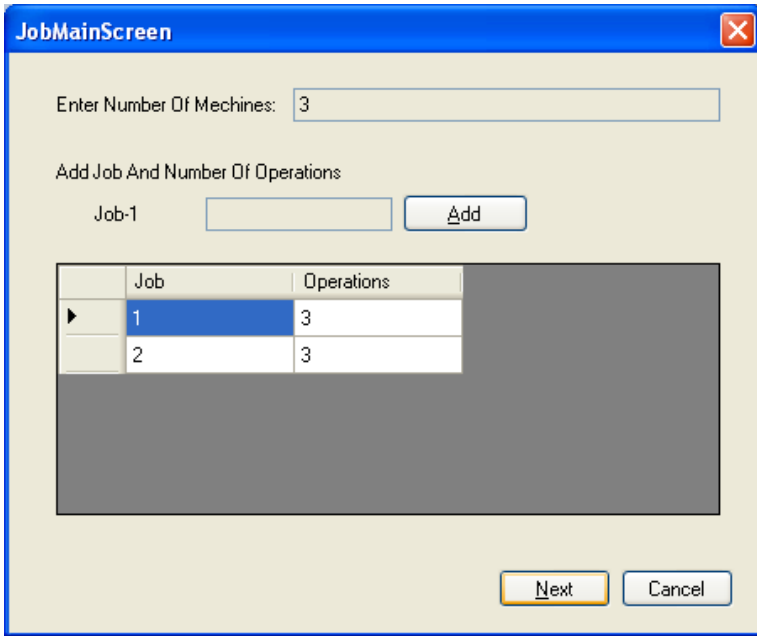 JobMainScreen
Enter Number Of Mechines: 3
Add Job And Number Of Operations
Job-1 Add
Job Operations
1 3
2 3
Next Cancel